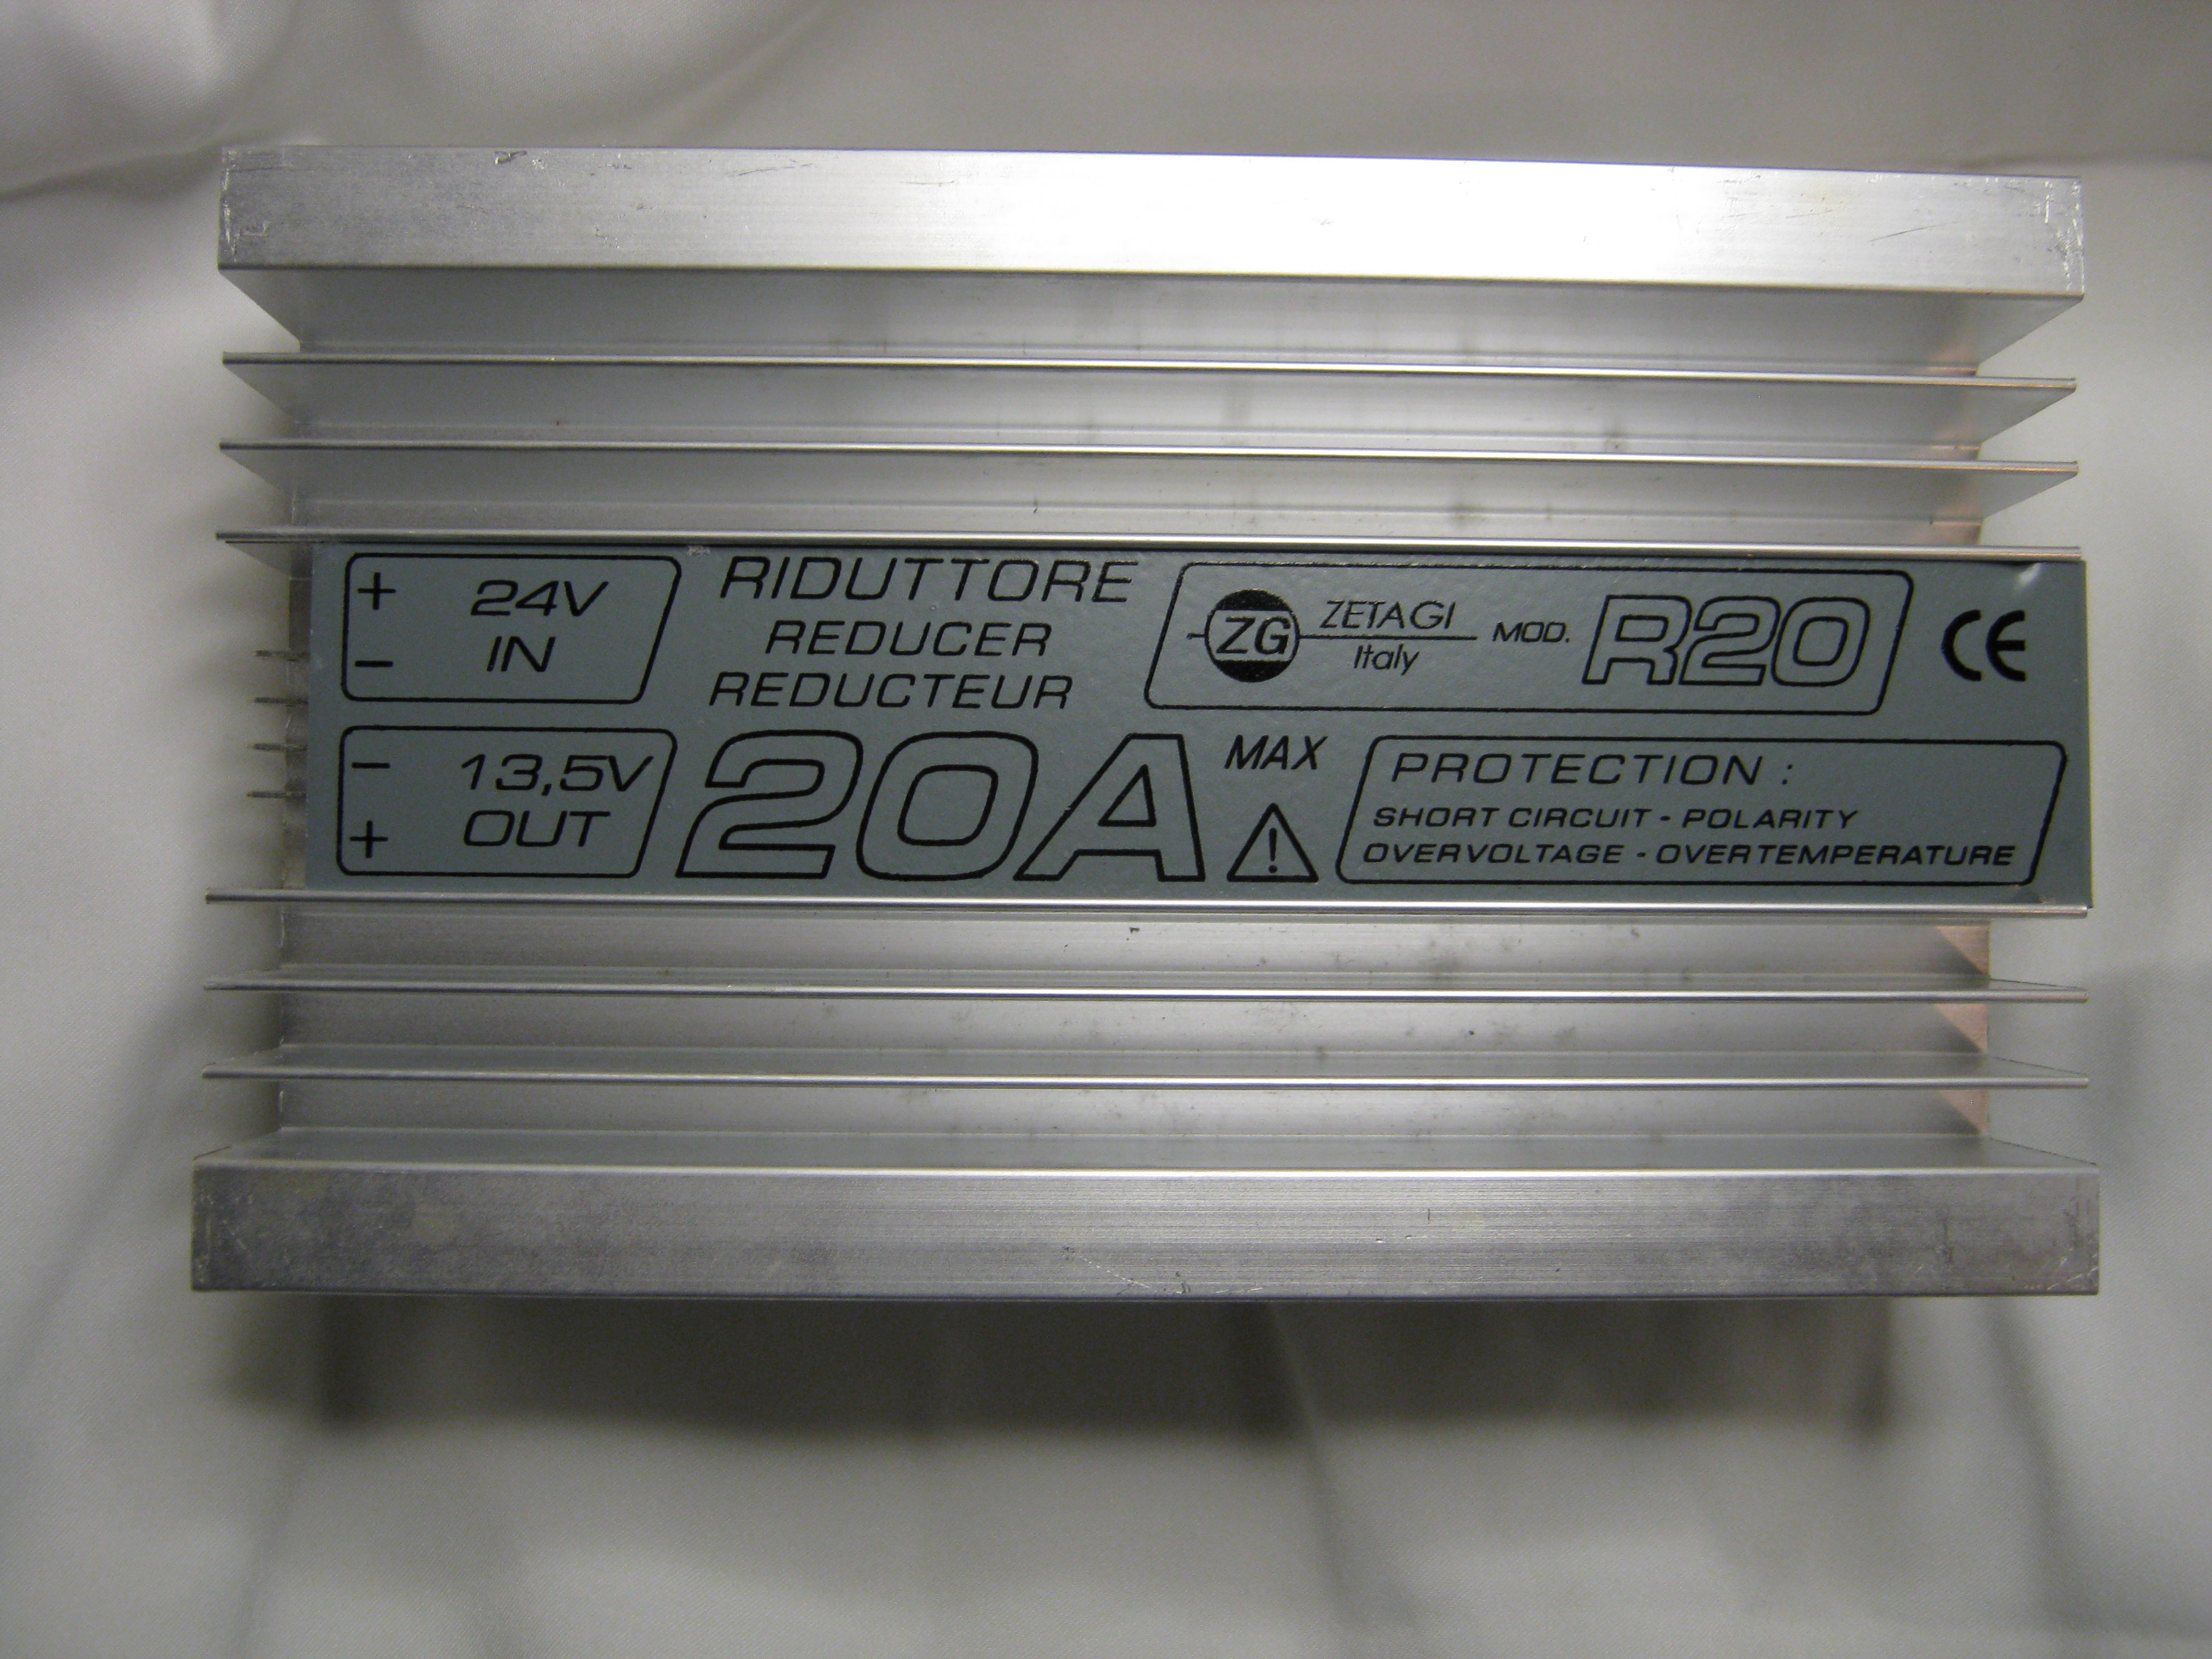 + 24V
- IN
RIDUTTORE
REDUCER
REDUCTEUR
ZG ZETAGI
Italy
MOD. R20
CE
- 13,5V
+ OUT
20A MAX
!
PROTECTION :
SHORT CIRCUIT - POLARITY
OVERVOLTAGE - OVERTEMPERATURE